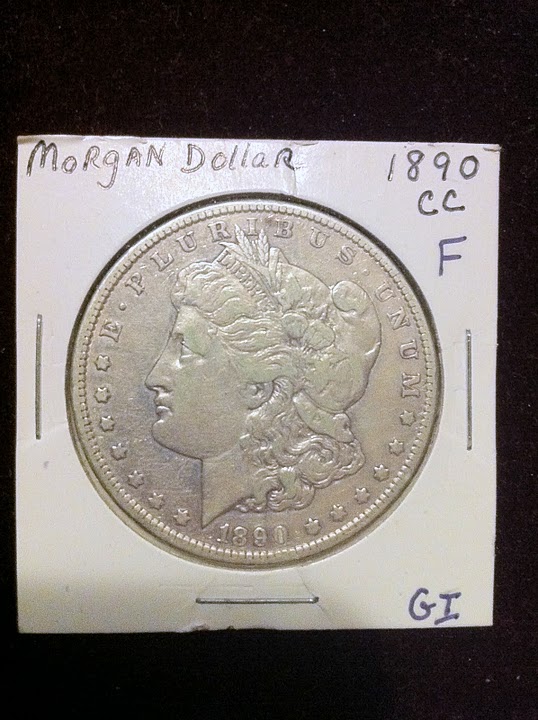 MORgAN DollaR 1890
CC
F
E · PLURIBUS · UNUM
LIBERTY
1890
GI